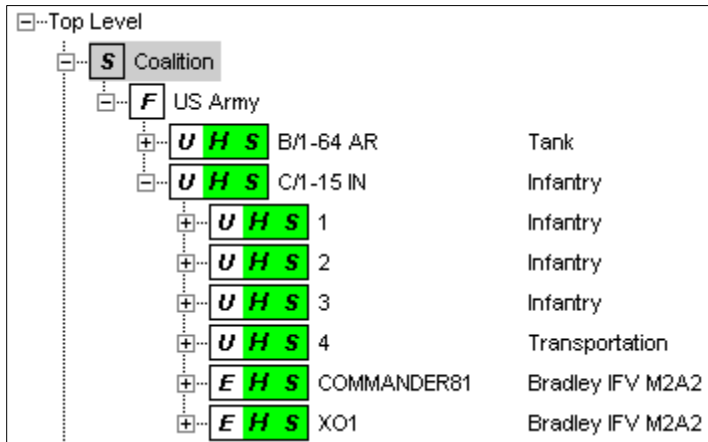 Top Level
S Coalition
F US Army
U H S B/1-64 AR Tank
U H S C/1-15 IN Infantry
U H S 1 Infantry
U H S 2 Infantry
U H S 3 Infantry
U H S 4 Transportation
E H S COMMANDER81 Bradley IFV M2A2
E H S XO1 Bradley IFV M2A2